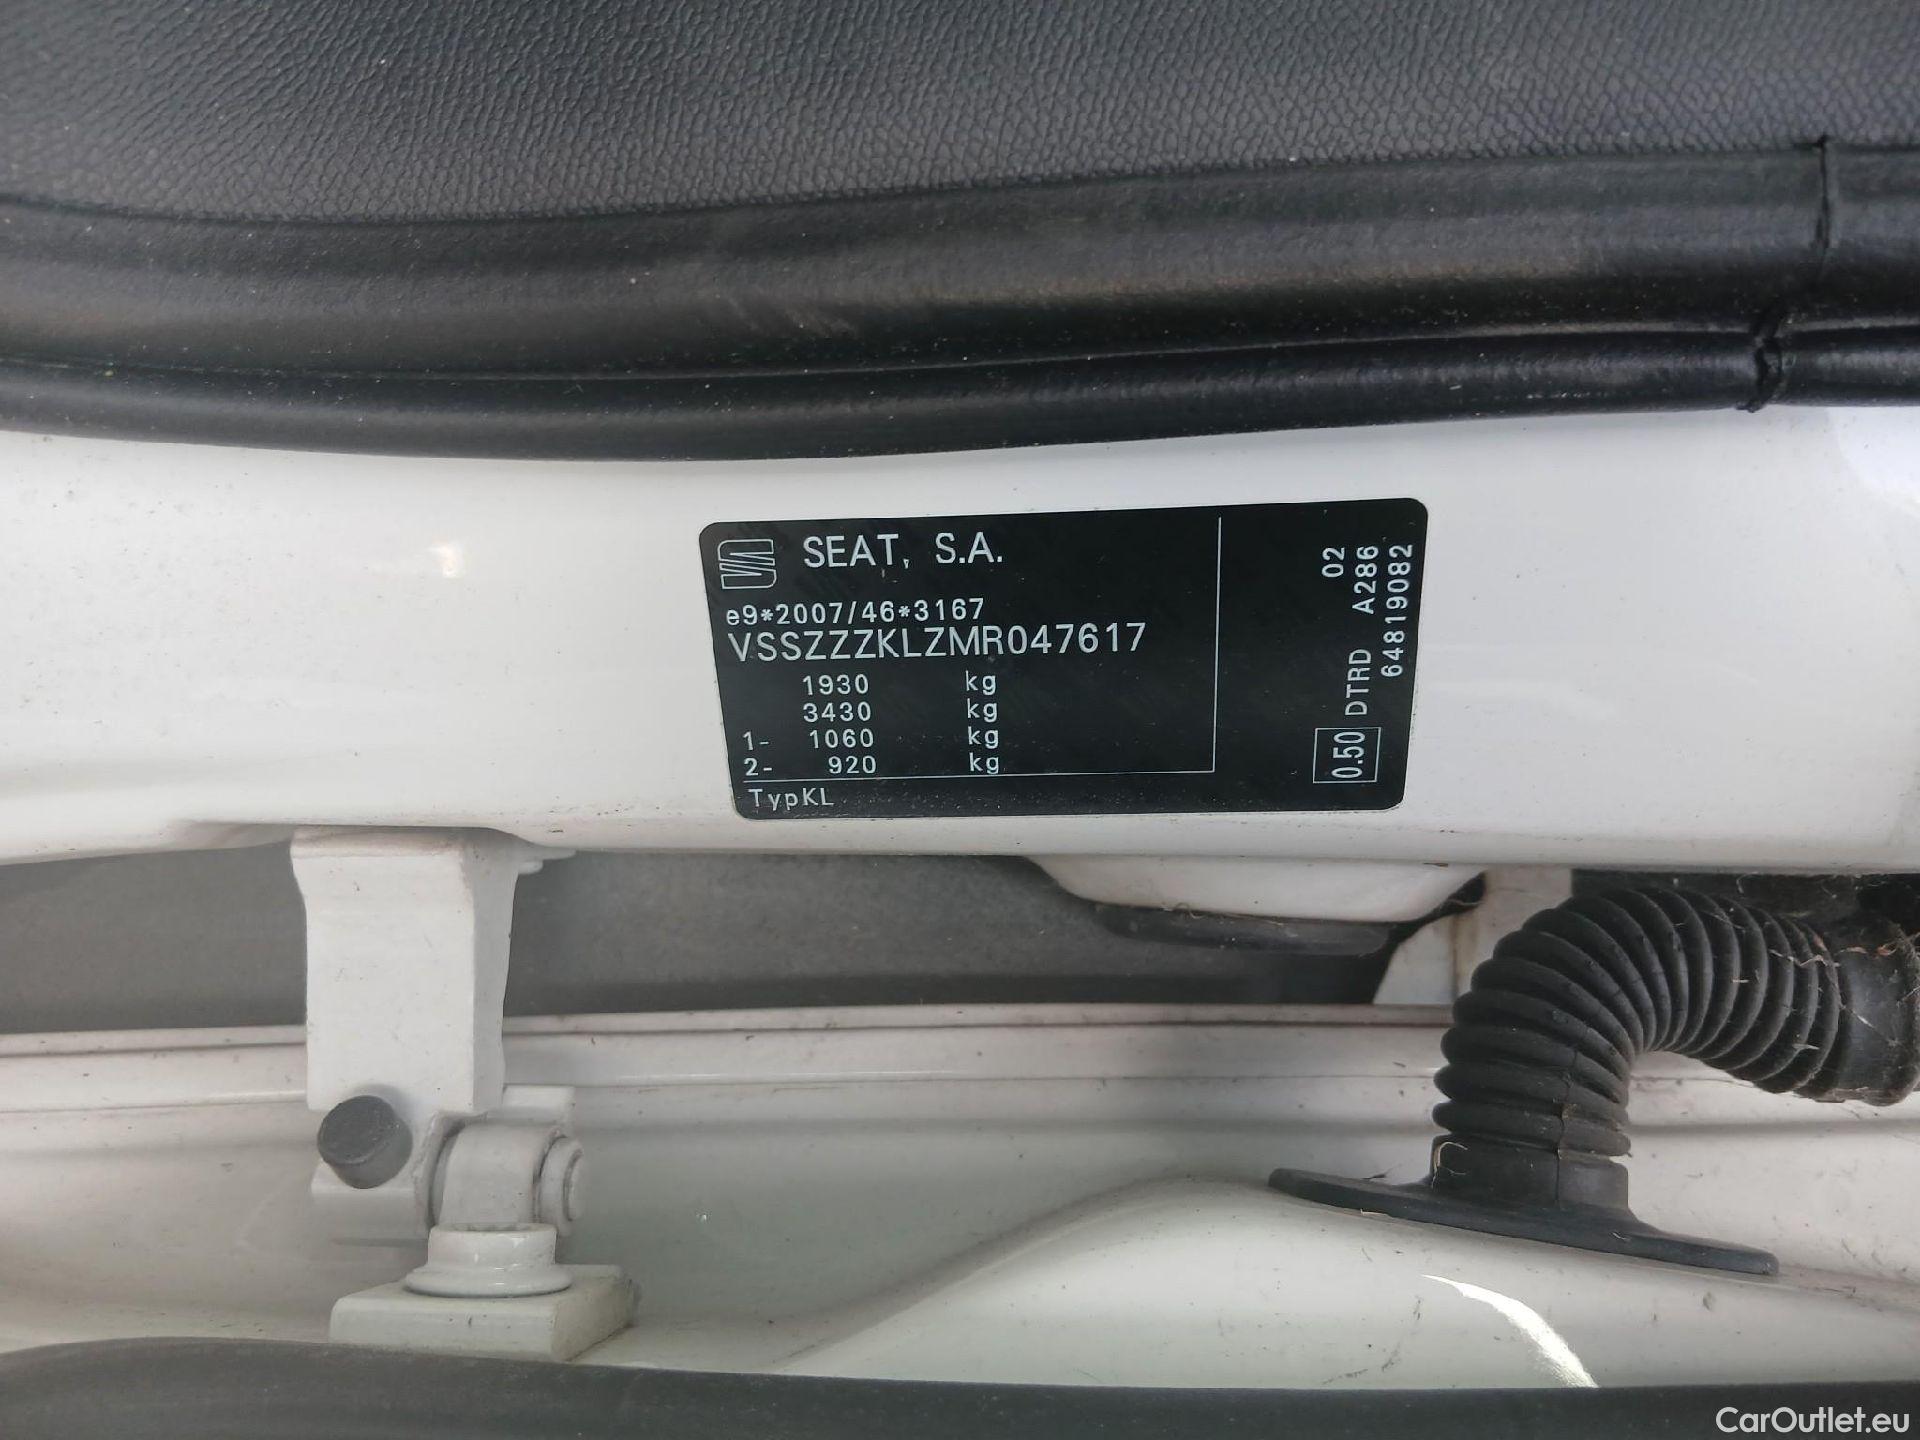 SEAT, S.A.
e9*2007/46*3167
VSSZZZKLZMR047617
1930 kg
3430 kg
1- 1060 kg
2- 920 kg
TypKL
0.50 DTRD A286 02
64819082
CarOutlet.eu